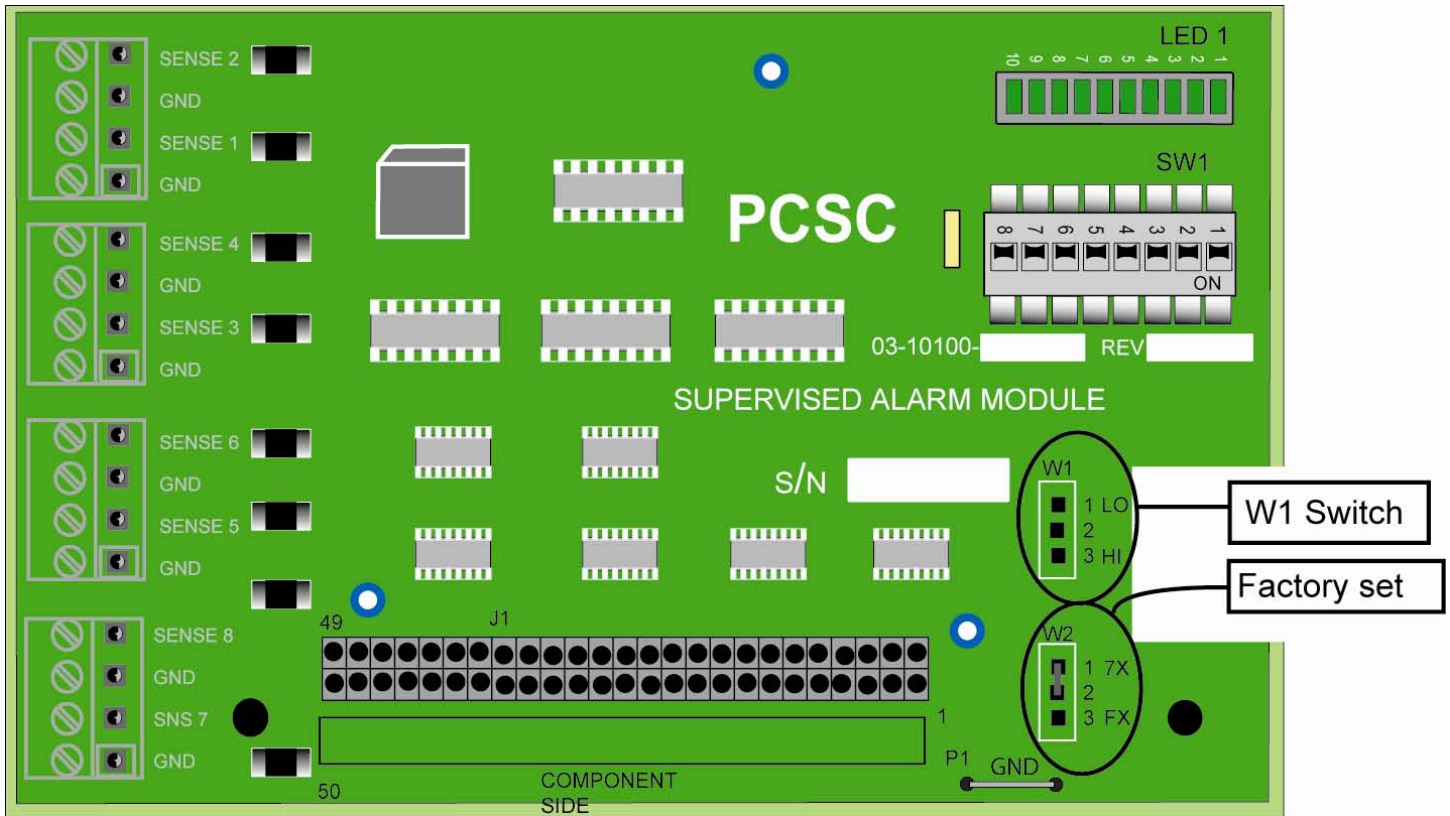 SENSE 2
GND
SENSE 1
GND
SENSE 4
GND
SENSE 3
GND
SENSE 6
GND
SENSE 5
GND
SENSE 8
GND
SNS 7
GND
LED 1
10 9 8 7 6 5 4 3 2 1
SW1
8 7 6 5 4 3 2 1
ON
PCSC
03-10100-
REV
SUPERVISED ALARM MODULE
S/N
W1
1 LO
2
3 HI
W1 Switch
Factory set
W2
1 7X
2
3 FX
49
J1
1
50
COMPONENT
SIDE
P1
GND